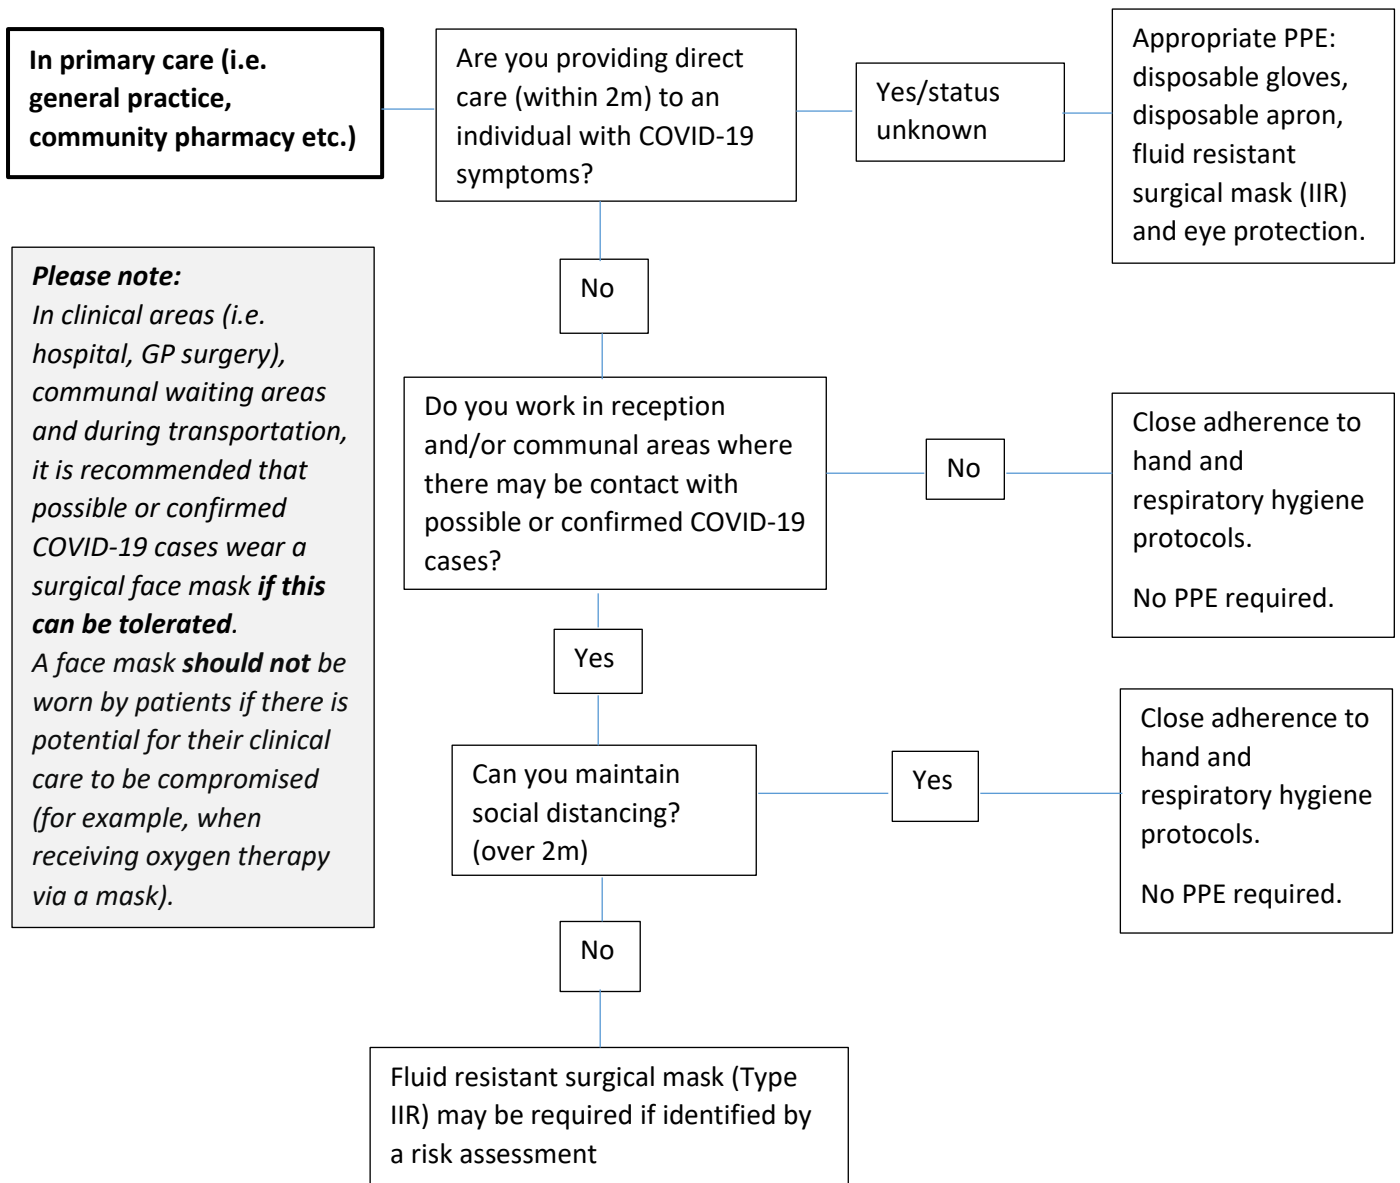 In primary care (i.e.
general practice,
community pharmacy etc.)
Are you providing direct
care (within 2m) to an
individual with COVID-19
symptoms?
Yes/status
unknown
Appropriate PPE:
disposable gloves,
disposable apron,
fluid resistant
surgical mask (IIR)
and eye protection.
Please note:
In clinical areas (i.e.
hospital, GP surgery),
communal waiting areas
and during transportation,
it is recommended that
possible or confirmed
COVID-19 cases wear a
surgical face mask if this
can be tolerated.
A face mask should not be
worn by patients if there is
potential for their clinical
care to be compromised
(for example, when
receiving oxygen therapy
via a mask).
No
Do you work in reception
and/or communal areas where
there may be contact with
possible or confirmed COVID-19
cases?
No
Close adherence to
hand and
respiratory hygiene
protocols.
No PPE required.
Yes
Can you maintain
social distancing?
(over 2m)
Yes
Close adherence to
hand and
respiratory hygiene
protocols.
No PPE required.
No
Fluid resistant surgical mask (Type
IIR) may be required if identified by
a risk assessment